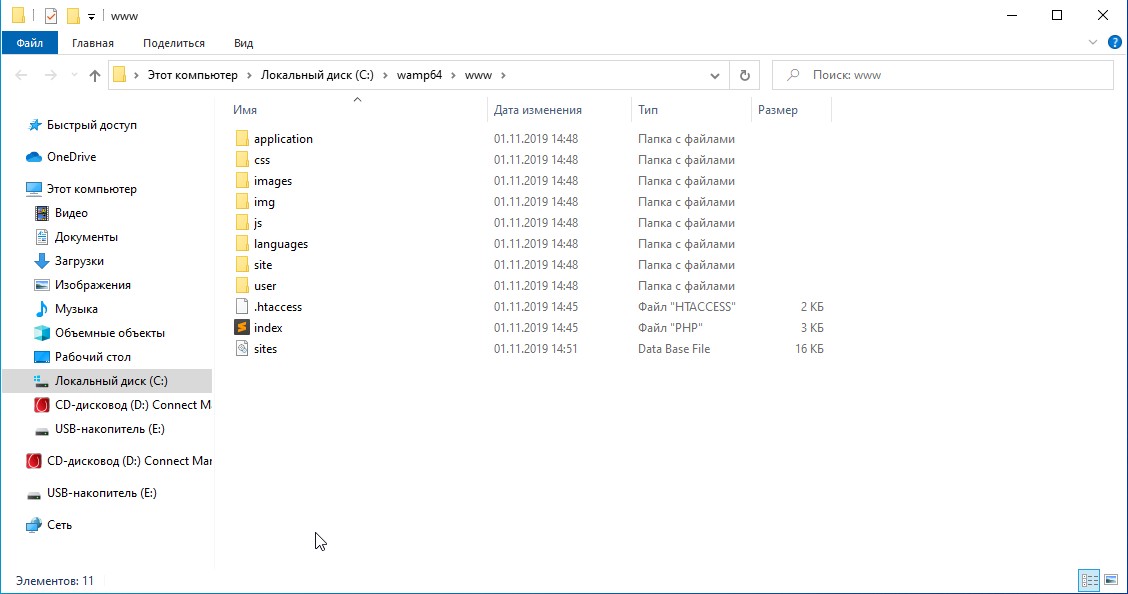 www
Файл Главная Поделиться Вид
Этот компьютер Локальный диск (C:) wamp64 www
Поиск: www
Имя Дата изменения Тип Размер
Быстрый доступ
OneDrive
Этот компьютер
Видео
Документы
Загрузки
Изображения
Музыка
Объемные объекты
Рабочий стол
Локальный диск (C:)
CD-дисковод (D:) Connect Ma
USB-накопитель (E:)
CD-дисковод (D:) Connect Mar
USB-накопитель (E:)
Сеть
application 01.11.2019 14:48 Папка с файлами
css 01.11.2019 14:48 Папка с файлами
images 01.11.2019 14:48 Папка с файлами
img 01.11.2019 14:48 Папка с файлами
js 01.11.2019 14:48 Папка с файлами
languages 01.11.2019 14:48 Папка с файлами
site 01.11.2019 14:48 Папка с файлами
user 01.11.2019 14:48 Папка с файлами
.htaccess 01.11.2019 14:45 Файл "HTACCESS" 2 КБ
index 01.11.2019 14:45 Файл "PHP" 3 КБ
sites 01.11.2019 14:51 Data Base File 16 КБ
Элементов: 11